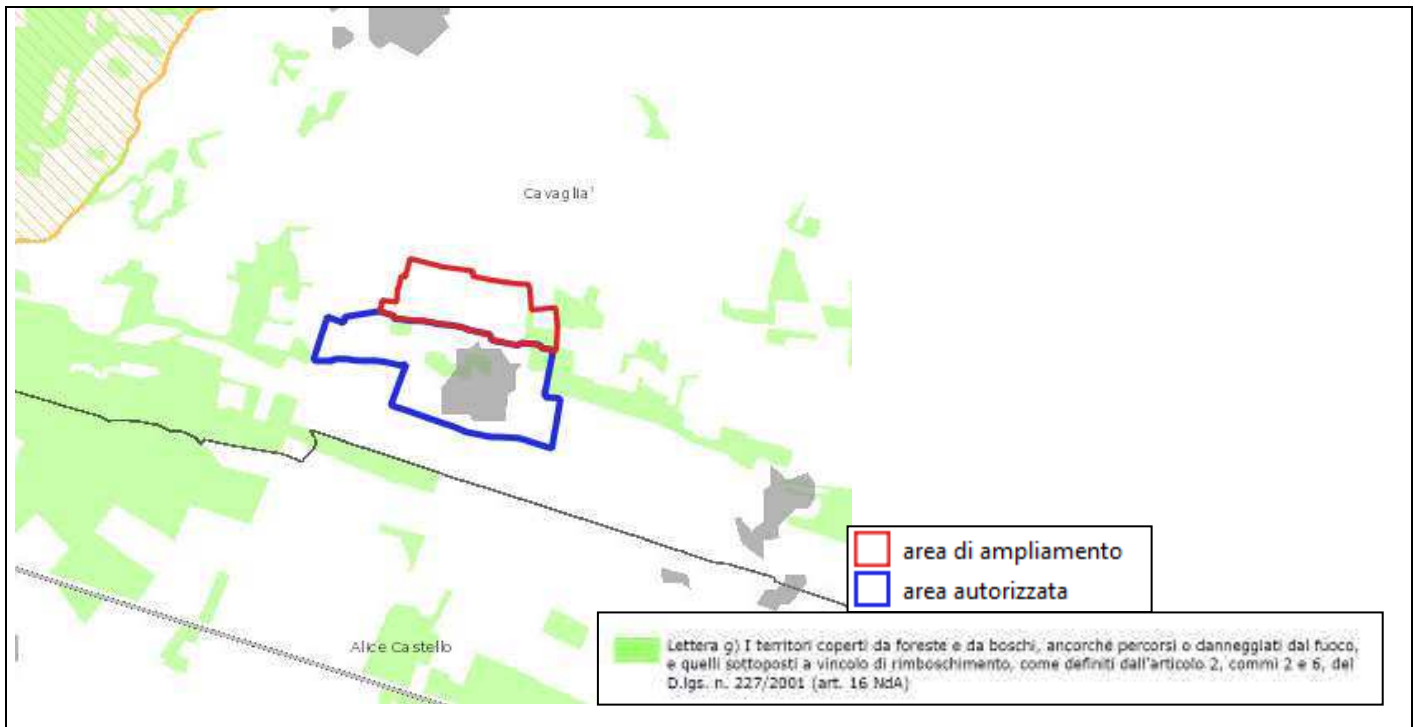 Cavaglia'
area di ampliamento
area autorizzata
Alice Castello
Lettera g) I territori coperti da foreste e da boschi, ancorchè percorsi o danneggiati dal fuoco,
e quelli sottoposti a vincolo di rimboschimento, come definiti dall'articolo 2, commi 2 e 6, del
D.lgs. n. 227/2001 (art. 16 NdA)